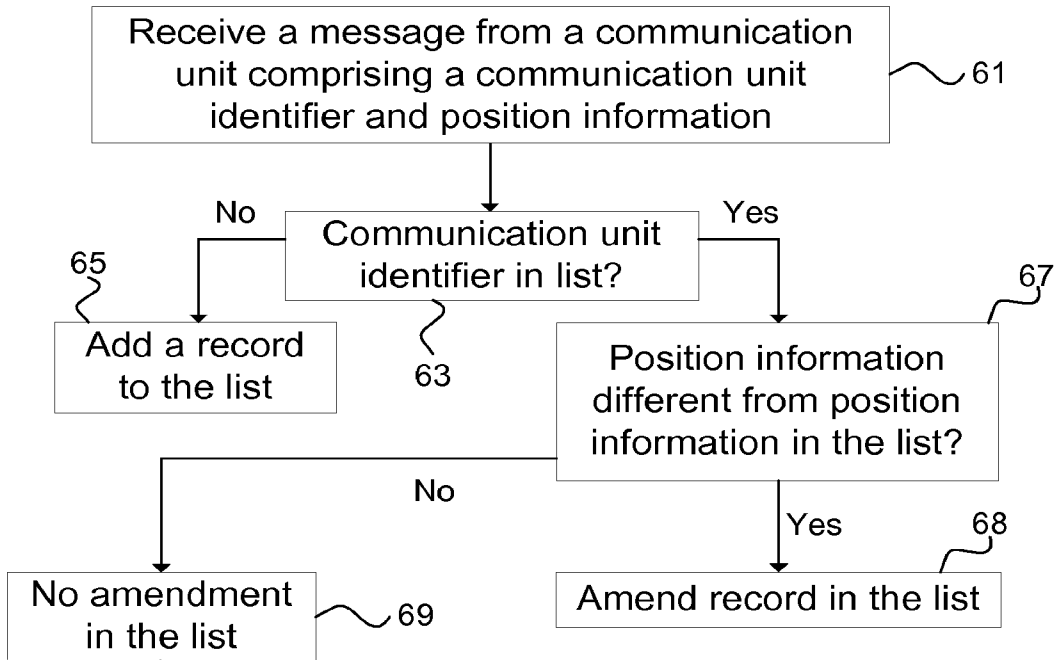 Receive a message from a communication
unit comprising a communication unit
identifier and position information
61
No
Yes
Communication unit
identifier in list?
65
67
Add a record
to the list
63
Position information
different from position
information in the list?
No
Yes
68
No amendment
in the list
69
Amend record in the list